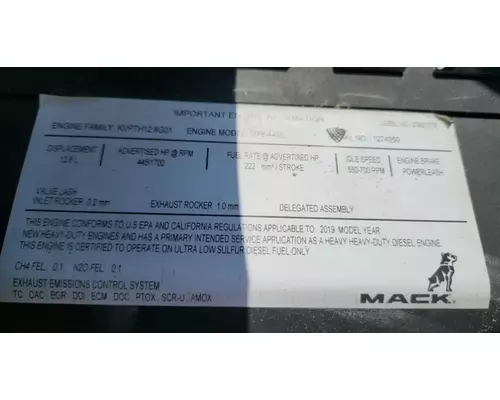 IMPORTANT ENGINE INFORMATION
ENGINE FAMILY: KVPTH12.8G01 ENGINE MODEL:
DISPLACEMENT ADVERTISED HP @ RPM FUEL RATE @ ADVERTISED HP IDLE SPEED ENGINE BRAKE
12.8 L 445/1700 222 mm³ / STROKE 550-700 RPM POWERLEASH
VALVE LASH
INLET ROCKER 0.2 mm EXHAUST ROCKER 1.0 mm DELEGATED ASSEMBLY
THIS ENGINE CONFORMS TO U.S EPA AND CALIFORNIA REGULATIONS APPLICABLE TO 2019 MODEL YEAR
NEW HEAVY-DUTY ENGINES AND HAS A PRIMARY INTENDED SERVICE APPLICATION AS A HEAVY HEAVY-DUTY DIESEL ENGINE.
THIS ENGINE IS CERTIFIED TO OPERATE ON ULTRA LOW SULFUR DIESEL FUEL ONLY
CH4 FEL: 0.1 N2O FEL: 0.1
EXHAUST EMISSIONS CONTROL SYSTEM
TC CAC EGR DDI ECM DOC PTOX SCR-U AMOX
MACK